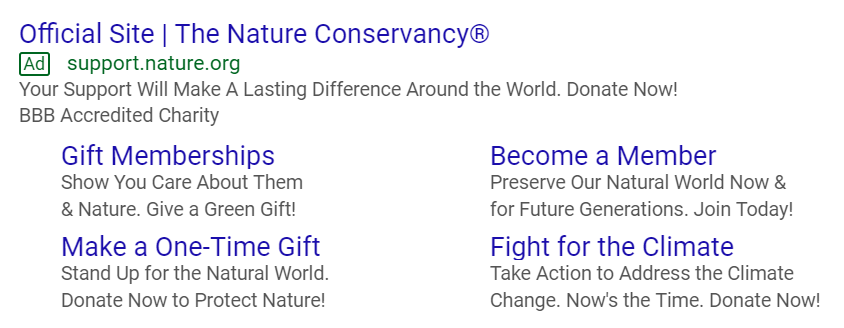 Official Site | The Nature Conservancy®
Ad support.nature.org
Your Support Will Make A Lasting Difference Around the World. Donate Now!
BBB Accredited Charity
Gift Memberships
Show You Care About Them
& Nature. Give a Green Gift!
Become a Member
Preserve Our Natural World Now &
for Future Generations. Join Today!
Make a One-Time Gift
Stand Up for the Natural World.
Donate Now to Protect Nature!
Fight for the Climate
Take Action to Address the Climate
Change. Now's the Time. Donate Now!